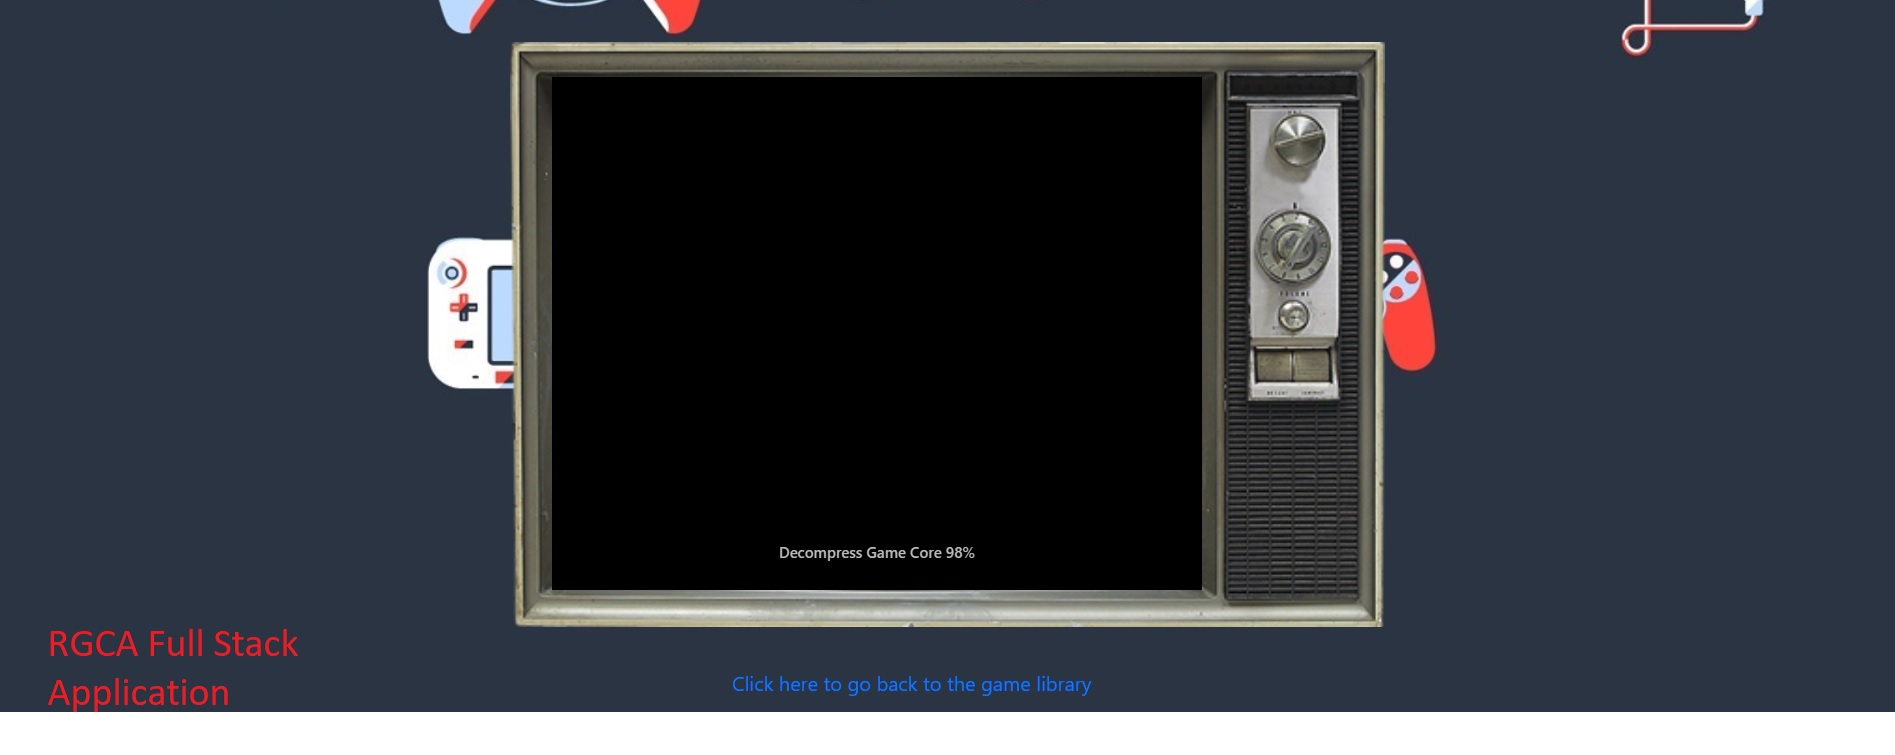 Decompress Game Core 98%
RGCA Full Stack
Application
Click here to go back to the game library